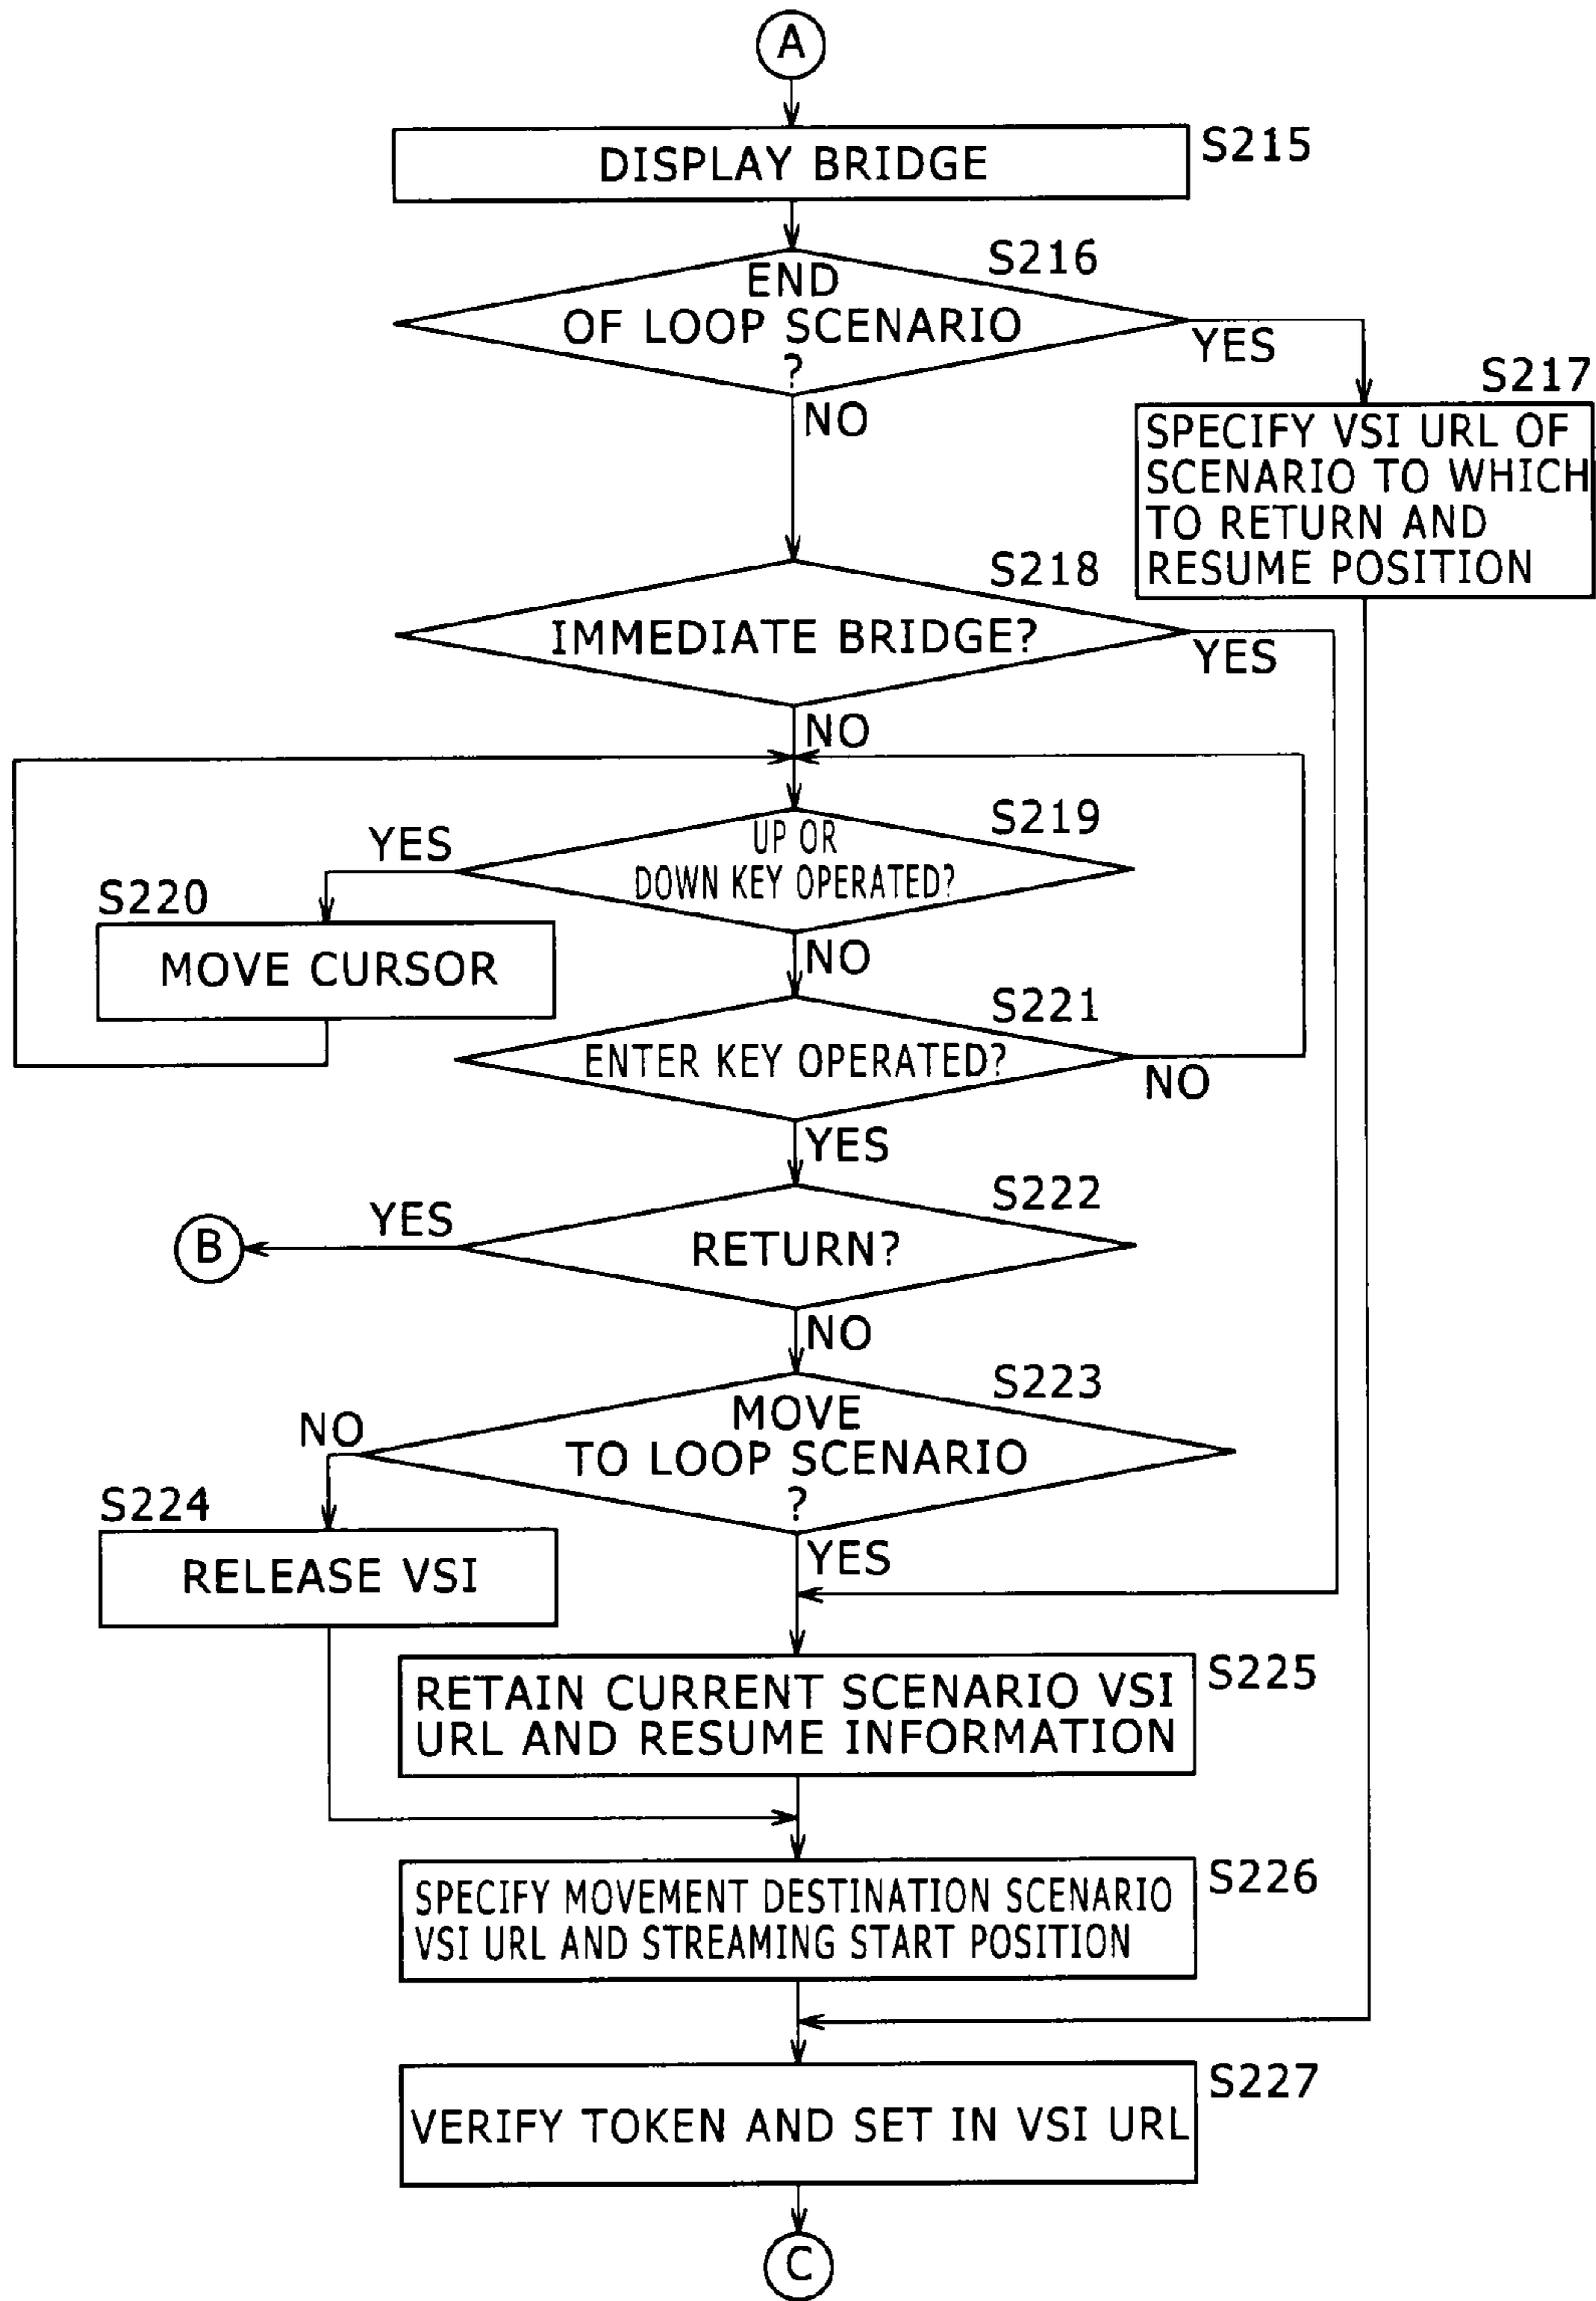 A
DISPLAY BRIDGE
S215
S216
END
OF LOOP SCENARIO
?
YES
NO
S217
SPECIFY VSI URL OF
SCENARIO TO WHICH
TO RETURN AND
RESUME POSITION
S218
IMMEDIATE BRIDGE?
YES
NO
S219
UP OR
DOWN KEY OPERATED?
YES
NO
S220
MOVE CURSOR
S221
ENTER KEY OPERATED?
NO
YES
S222
RETURN?
YES
B
NO
S223
MOVE
TO LOOP SCENARIO
?
NO
YES
S224
RELEASE VSI
S225
RETAIN CURRENT SCENARIO VSI
URL AND RESUME INFORMATION
S226
SPECIFY MOVEMENT DESTINATION SCENARIO
VSI URL AND STREAMING START POSITION
S227
VERIFY TOKEN AND SET IN VSI URL
C